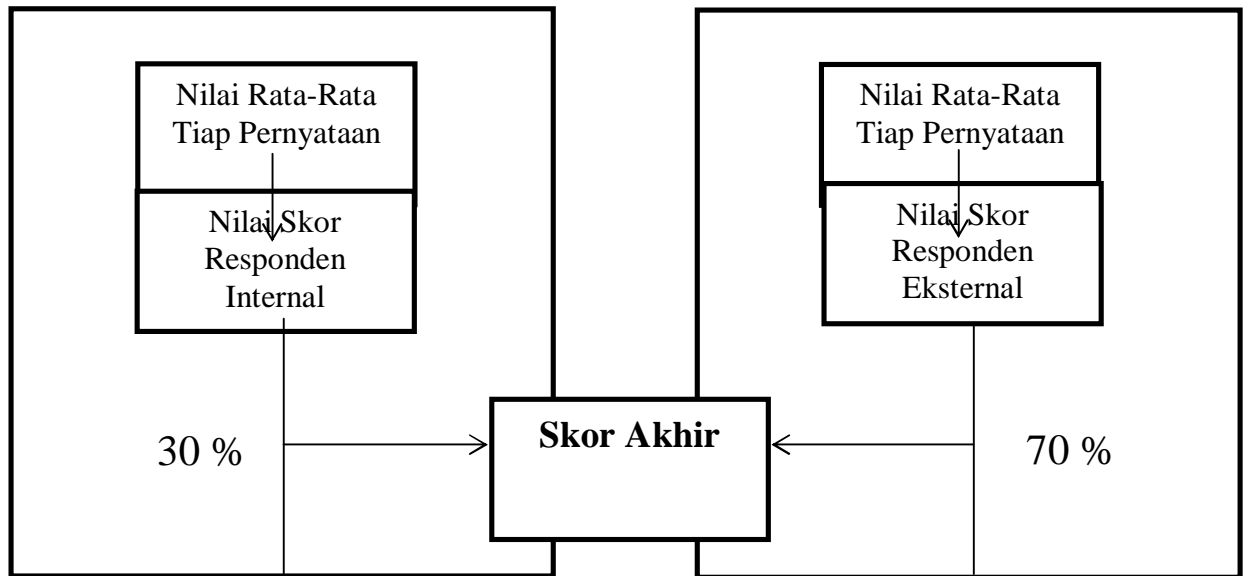 Nilai Rata-Rata
Tiap Pernyataan
Nilai Skor
Responden
Internal
30 %
Nilai Rata-Rata
Tiap Pernyataan
Nilai Skor
Responden
Eksternal
70 %
Skor Akhir